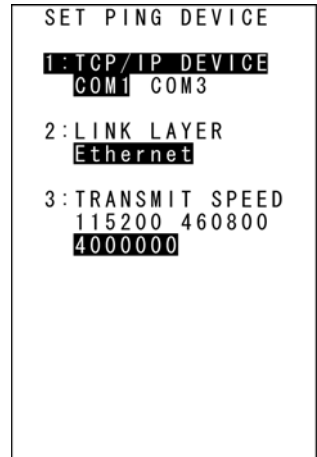 SET PING DEVICE
1:TCP/IP DEVICE
COM1 COM3
2:LINK LAYER
Ethernet
3:TRANSMIT SPEED
115200 460800
4000000